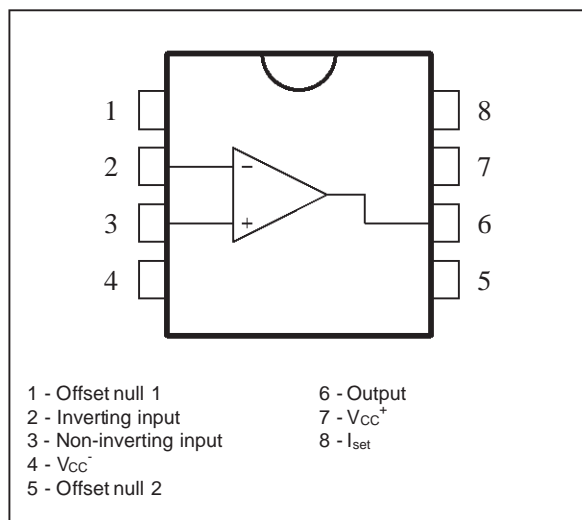 1
8
2
−
7
3
+
6
4
5
1 - Offset null 1
2 - Inverting input
3 - Non-inverting input
4 - VCC-
5 - Offset null 2
6 - Output
7 - VCC+
8 - Iset